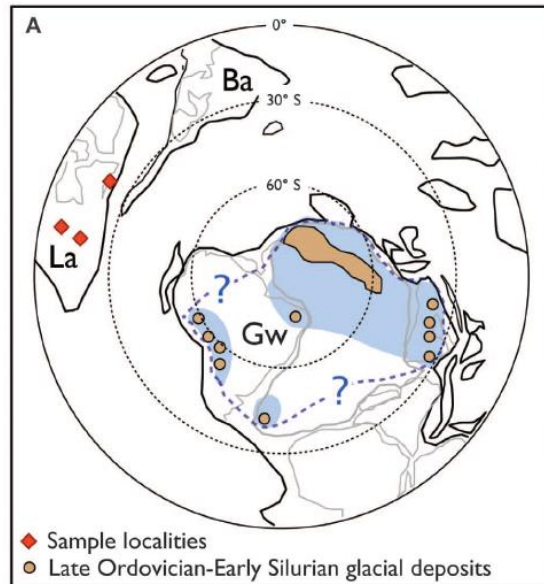 A
0°
Ba
30° S
60° S
La
?
Gw
?
Sample localities
Late Ordovician-Early Silurian glacial deposits